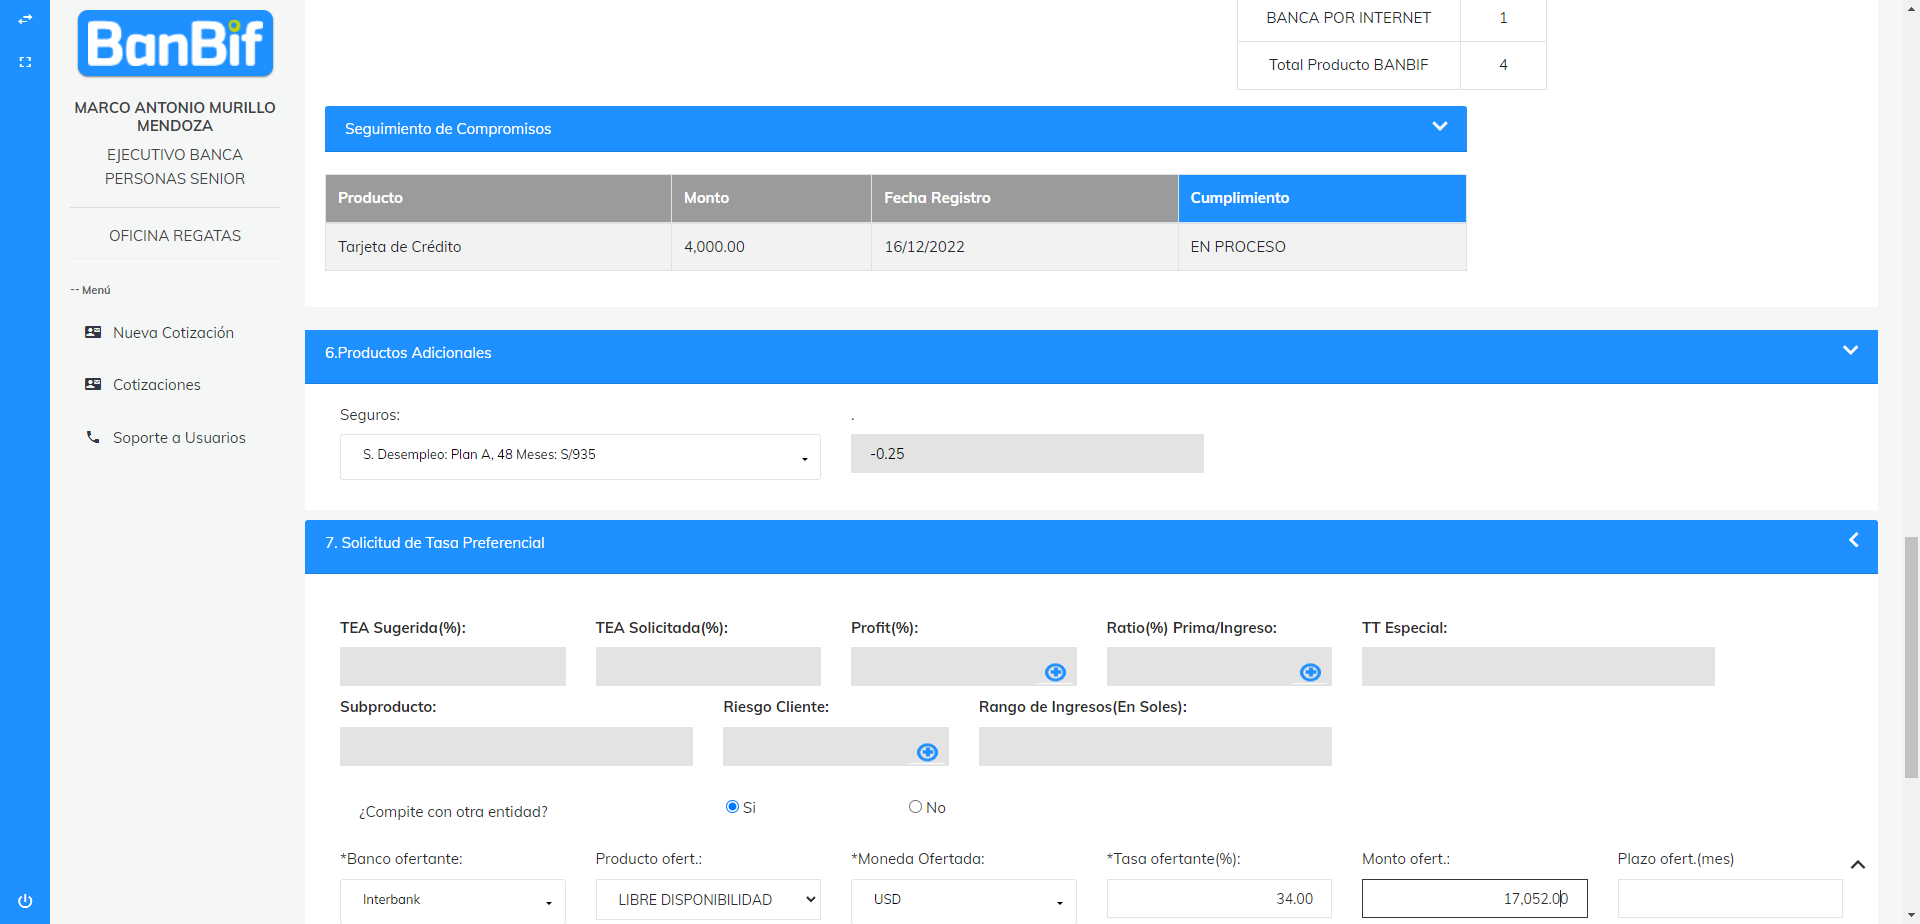 BanBif
MARCO ANTONIO MURILLO
MENDOZA
EJECUTIVO BANCA
PERSONAS SENIOR
OFICINA REGATAS
-- Menú
Nueva Cotización
Cotizaciones
Soporte a Usuarios
BANCA POR INTERNET 1
Total Producto BANBIF 4
Seguimiento de Compromisos
Producto Monto Fecha Registro Cumplimiento
Tarjeta de Crédito 4,000.00 16/12/2022 EN PROCESO
6.Productos Adicionales
Seguros: .
S. Desempleo: Plan A, 48 Meses: S/935 -0.25
7. Solicitud de Tasa Preferencial
TEA Sugerida(%): TEA Solicitada(%): Profit(%): Ratio(%) Prima/Ingreso: TT Especial:
Subproducto: Riesgo Cliente: Rango de Ingresos(En Soles):
¿Compite con otra entidad? Si No
*Banco ofertante: Producto ofert.: *Moneda Ofertada: *Tasa ofertante(%): Monto ofert.: Plazo ofert.(mes)
Interbank LIBRE DISPONIBILIDAD USD 34.00 17,052.00